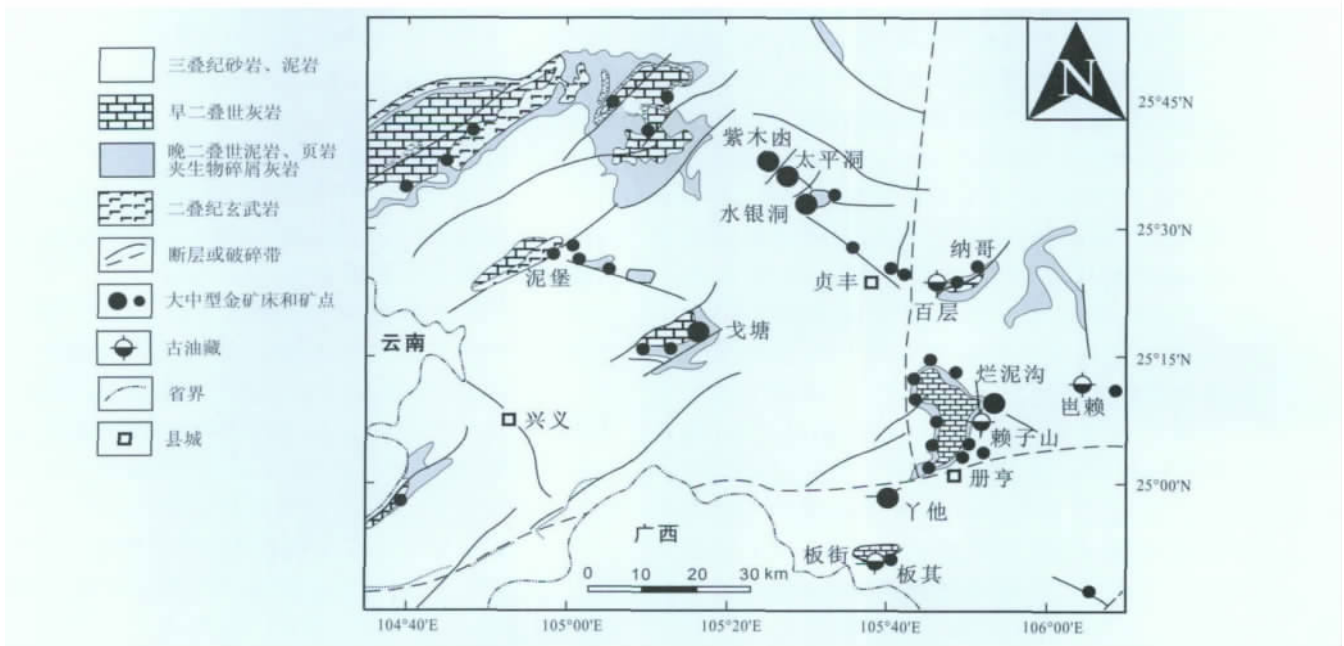 三叠纪砂岩、泥岩
早二叠世灰岩
晚二叠世泥岩、页岩
夹生物碎屑灰岩
二叠纪玄武岩
断层或破碎带
大中型金矿床和矿点
古油藏
省界
县城
N
25°45′N
25°30′N
25°15′N
25°00′N
紫木凼
太平洞
水银洞
纳哥
贞丰
百层
泥堡
戈塘
云南
兴义
烂泥沟
岜赖
赖子山
册亨
丫他
广西
板街
板其
0 10 20 30 km
104°40′E
105°00′E
105°20′E
105°40′E
106°00′E